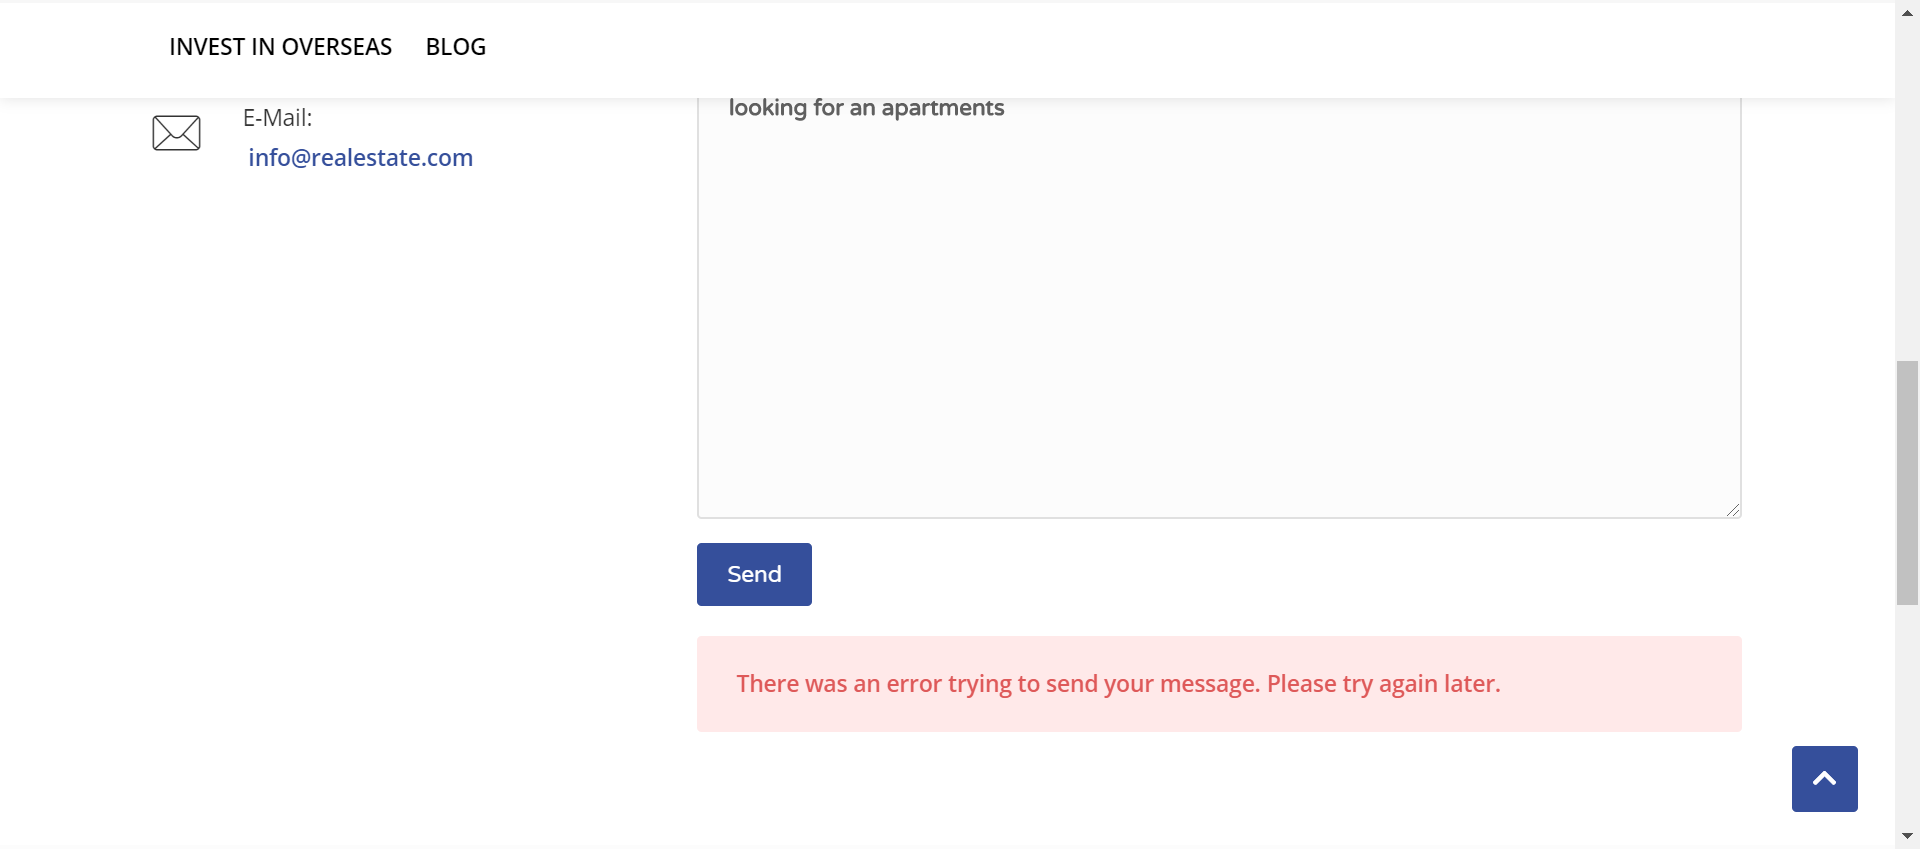 INVEST IN OVERSEAS BLOG
E-Mail:
info@realestate.com
looking for an apartments
Send
There was an error trying to send your message. Please try again later.